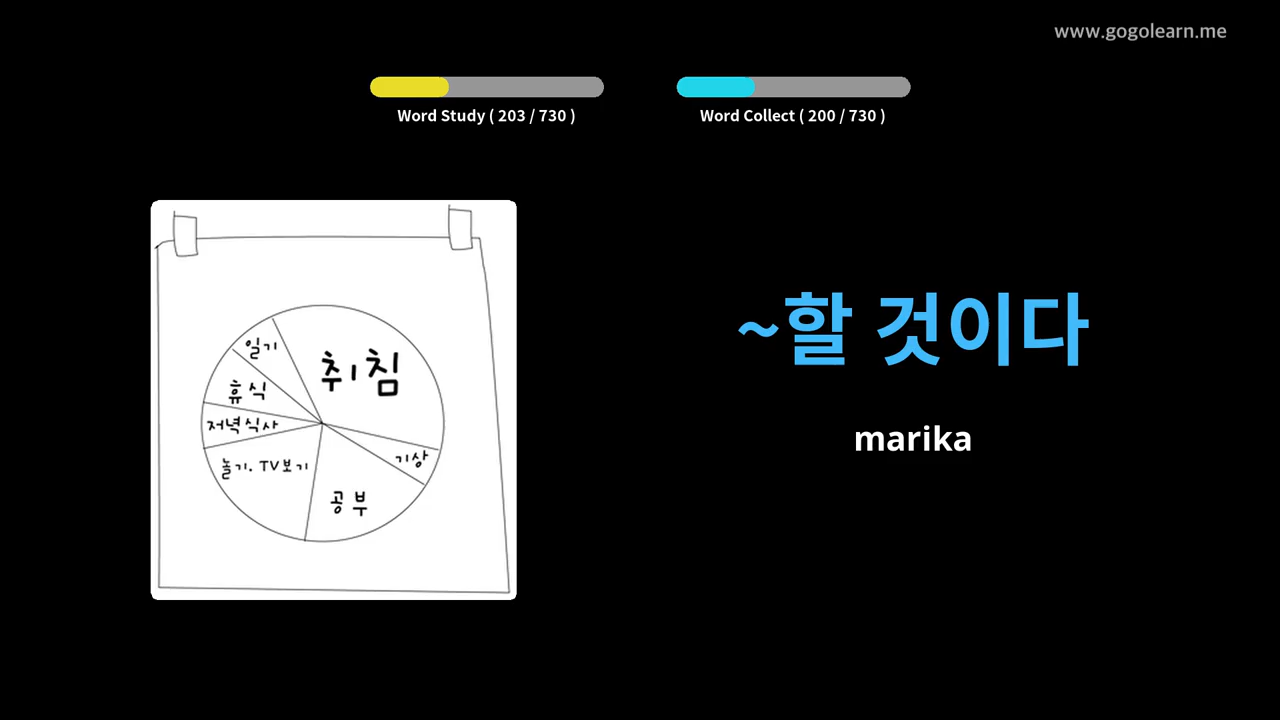 www.gogolearn.me
Word Study ( 203 / 730 )
Word Collect ( 200 / 730 )
일기
취침
휴식
저녁식사
놀기. TV보기
기상
공부
~할 것이다
marika